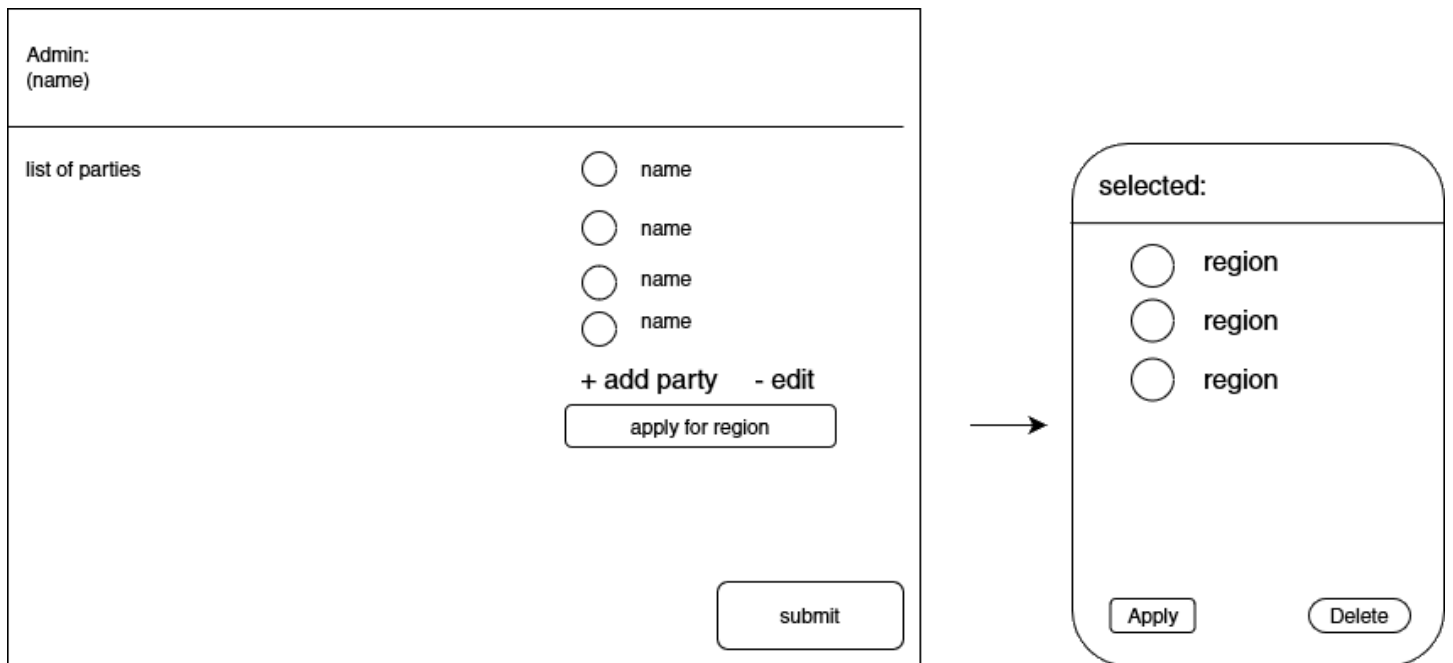 Admin:
(name)
list of parties
name
name
name
name
+ add party - edit
apply for region
submit
selected:
region
region
region
Apply
Delete